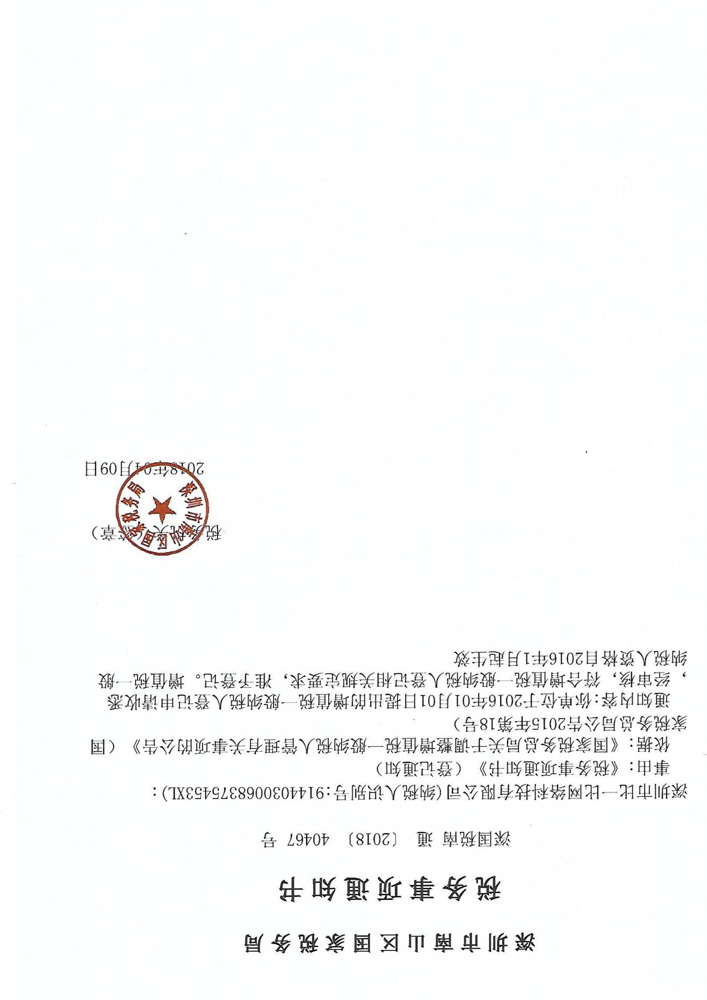 深圳市南山区国家税务局
税务事项通知书
深国税南 通 〔2018〕 40467 号
深圳市比一比网络科技有限公司(纳税人识别号:91440300683754553XL):
事由:《税务事项通知书》（登记通知）
依据:《国家税务总局关于调整增值税一般纳税人管理有关事项的公告》（国
家税务总局公告2015年第18号）
通知内容:你单位于2016年01月01日提出的增值税一般纳税人登记申请收悉
，经审核，符合增值税一般纳税人登记相关规定要求，准予登记。增值税一般
纳税人资格自2016年1月起生效
税务机关（签章）
深圳市南山区国家税务局
2018年04月09日